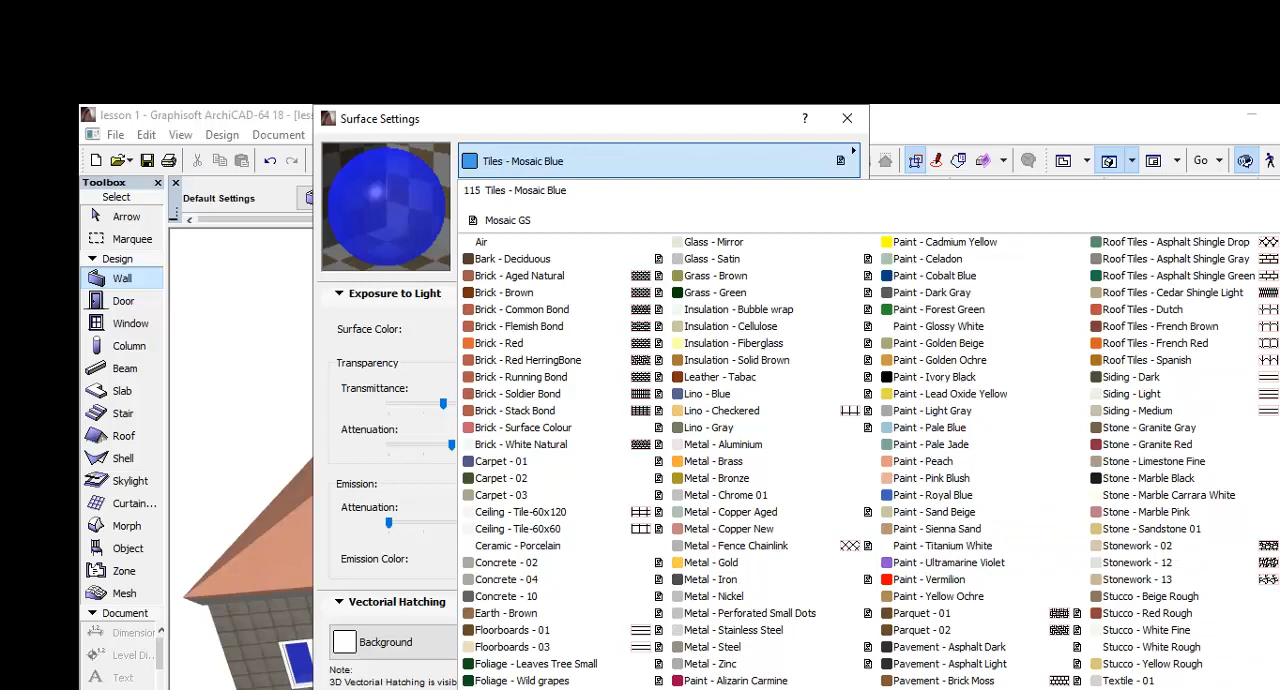 lesson 1 - Graphisoft ArchiCAD-64 18 - [les
File Edit View Design Document
Go
Toolbox
Select
Arrow
Marquee
Design
Wall
Door
Window
Column
Beam
Slab
Stair
Roof
Shell
Skylight
Curtain...
Morph
Object
Zone
Mesh
Document
Dimension
Level Di...
Text
Default Settings
Surface Settings
?
Exposure to Light
Surface Color:
Transparency
Transmittance:
Attenuation:
Emission:
Attenuation:
Emission Color:
Vectorial Hatching
Background
Note:
3D Vectorial Hatching is visib
Tiles - Mosaic Blue
115 Tiles - Mosaic Blue
Mosaic GS
Air
Bark - Deciduous
Brick - Aged Natural
Brick - Brown
Brick - Common Bond
Brick - Flemish Bond
Brick - Red
Brick - Red HerringBone
Brick - Running Bond
Brick - Soldier Bond
Brick - Stack Bond
Brick - Surface Colour
Brick - White Natural
Carpet - 01
Carpet - 02
Carpet - 03
Ceiling - Tile-60x120
Ceiling - Tile-60x60
Ceramic - Porcelain
Concrete - 02
Concrete - 04
Concrete - 10
Earth - Brown
Floorboards - 01
Floorboards - 03
Foliage - Leaves Tree Small
Foliage - Wild grapes
Glass - Mirror
Glass - Satin
Grass - Brown
Grass - Green
Insulation - Bubble wrap
Insulation - Cellulose
Insulation - Fiberglass
Insulation - Solid Brown
Leather - Tabac
Lino - Blue
Lino - Checkered
Lino - Gray
Metal - Aluminium
Metal - Brass
Metal - Bronze
Metal - Chrome 01
Metal - Copper Aged
Metal - Copper New
Metal - Fence Chainlink
Metal - Gold
Metal - Iron
Metal - Nickel
Metal - Perforated Small Dots
Metal - Stainless Steel
Metal - Steel
Metal - Zinc
Paint - Alizarin Carmine
Paint - Cadmium Yellow
Paint - Celadon
Paint - Cobalt Blue
Paint - Dark Gray
Paint - Forest Green
Paint - Glossy White
Paint - Golden Beige
Paint - Golden Ochre
Paint - Ivory Black
Paint - Lead Oxide Yellow
Paint - Light Gray
Paint - Pale Blue
Paint - Pale Jade
Paint - Peach
Paint - Pink Blush
Paint - Royal Blue
Paint - Sand Beige
Paint - Sienna Sand
Paint - Titanium White
Paint - Ultramarine Violet
Paint - Vermilion
Paint - Yellow Ochre
Parquet - 01
Parquet - 02
Pavement - Asphalt Dark
Pavement - Asphalt Light
Pavement - Brick Moss
Roof Tiles - Asphalt Shingle Drop
Roof Tiles - Asphalt Shingle Gray
Roof Tiles - Asphalt Shingle Green
Roof Tiles - Cedar Shingle Light
Roof Tiles - Dutch
Roof Tiles - French Brown
Roof Tiles - French Red
Roof Tiles - Spanish
Siding - Dark
Siding - Light
Siding - Medium
Stone - Granite Gray
Stone - Granite Red
Stone - Limestone Fine
Stone - Marble Black
Stone - Marble Carrara White
Stone - Marble Pink
Stone - Sandstone 01
Stonework - 02
Stonework - 12
Stonework - 13
Stucco - Beige Rough
Stucco - Red Rough
Stucco - White Fine
Stucco - White Rough
Stucco - Yellow Rough
Textile - 01